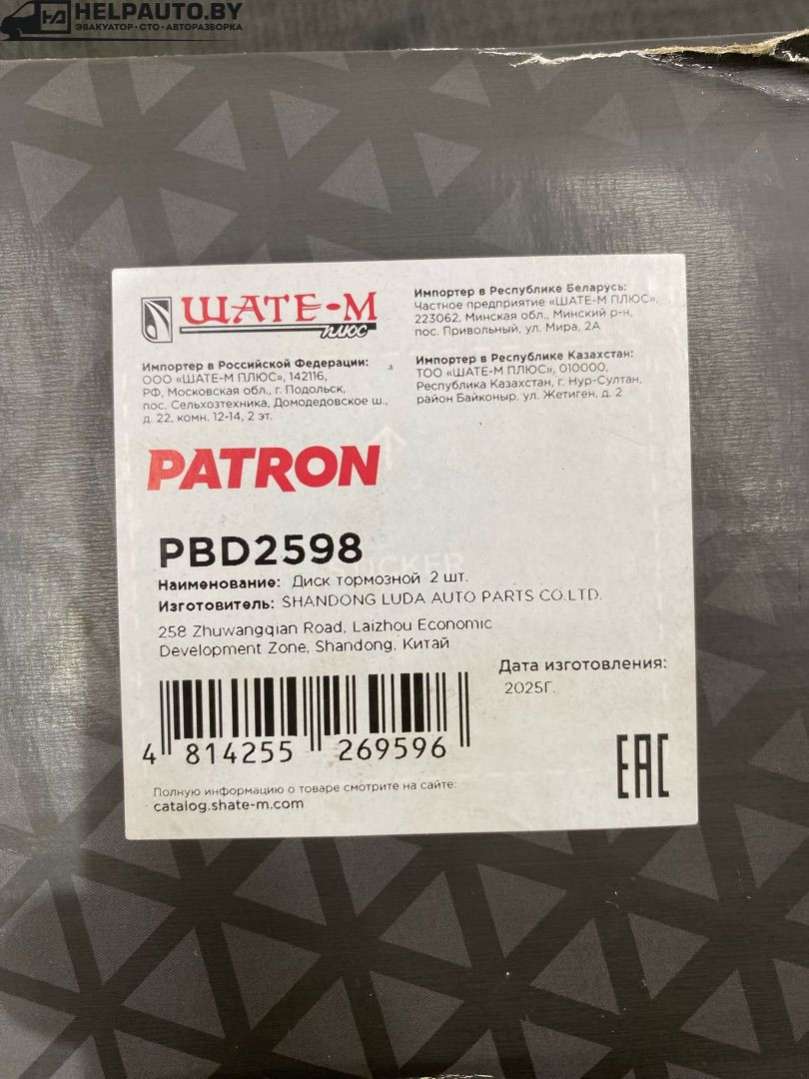 HELPAUTO.BY
ЭВАКУАТОР·СТО·АВТОРАЗБОРКА
ШАТЕ-М
плюс
Импортер в Российской Федерации:
ООО «ШАТЕ-М ПЛЮС», 142116,
РФ, Московская обл., г. Подольск,
пос. Сельхозтехника, Домодедовское ш.,
д. 22, комн. 12-14, 2 эт.
Импортер в Республике Беларусь:
Частное предприятие «ШАТЕ-М ПЛЮС»,
223062, Минская обл., Минский р-н,
пос. Привольный, ул. Мира, 2А
Импортер в Республике Казахстан:
ТОО «ШАТЕ-М ПЛЮС», 010000,
Республика Казахстан, г. Нур-Султан,
район Байконыр, ул. Жетиген, д. 2
PATRON
PBD2598
Наименование: Диск тормозной 2 шт.
Изготовитель: SHANDONG LUDA AUTO PARTS CO.LTD.
258 Zhuwangqian Road, Laizhou Economic
Development Zone, Shandong, Китай
Дата изготовления:
2025г.
4 814255 269596
EAC
Полную информацию о товаре смотрите на сайте:
catalog.shate-m.com